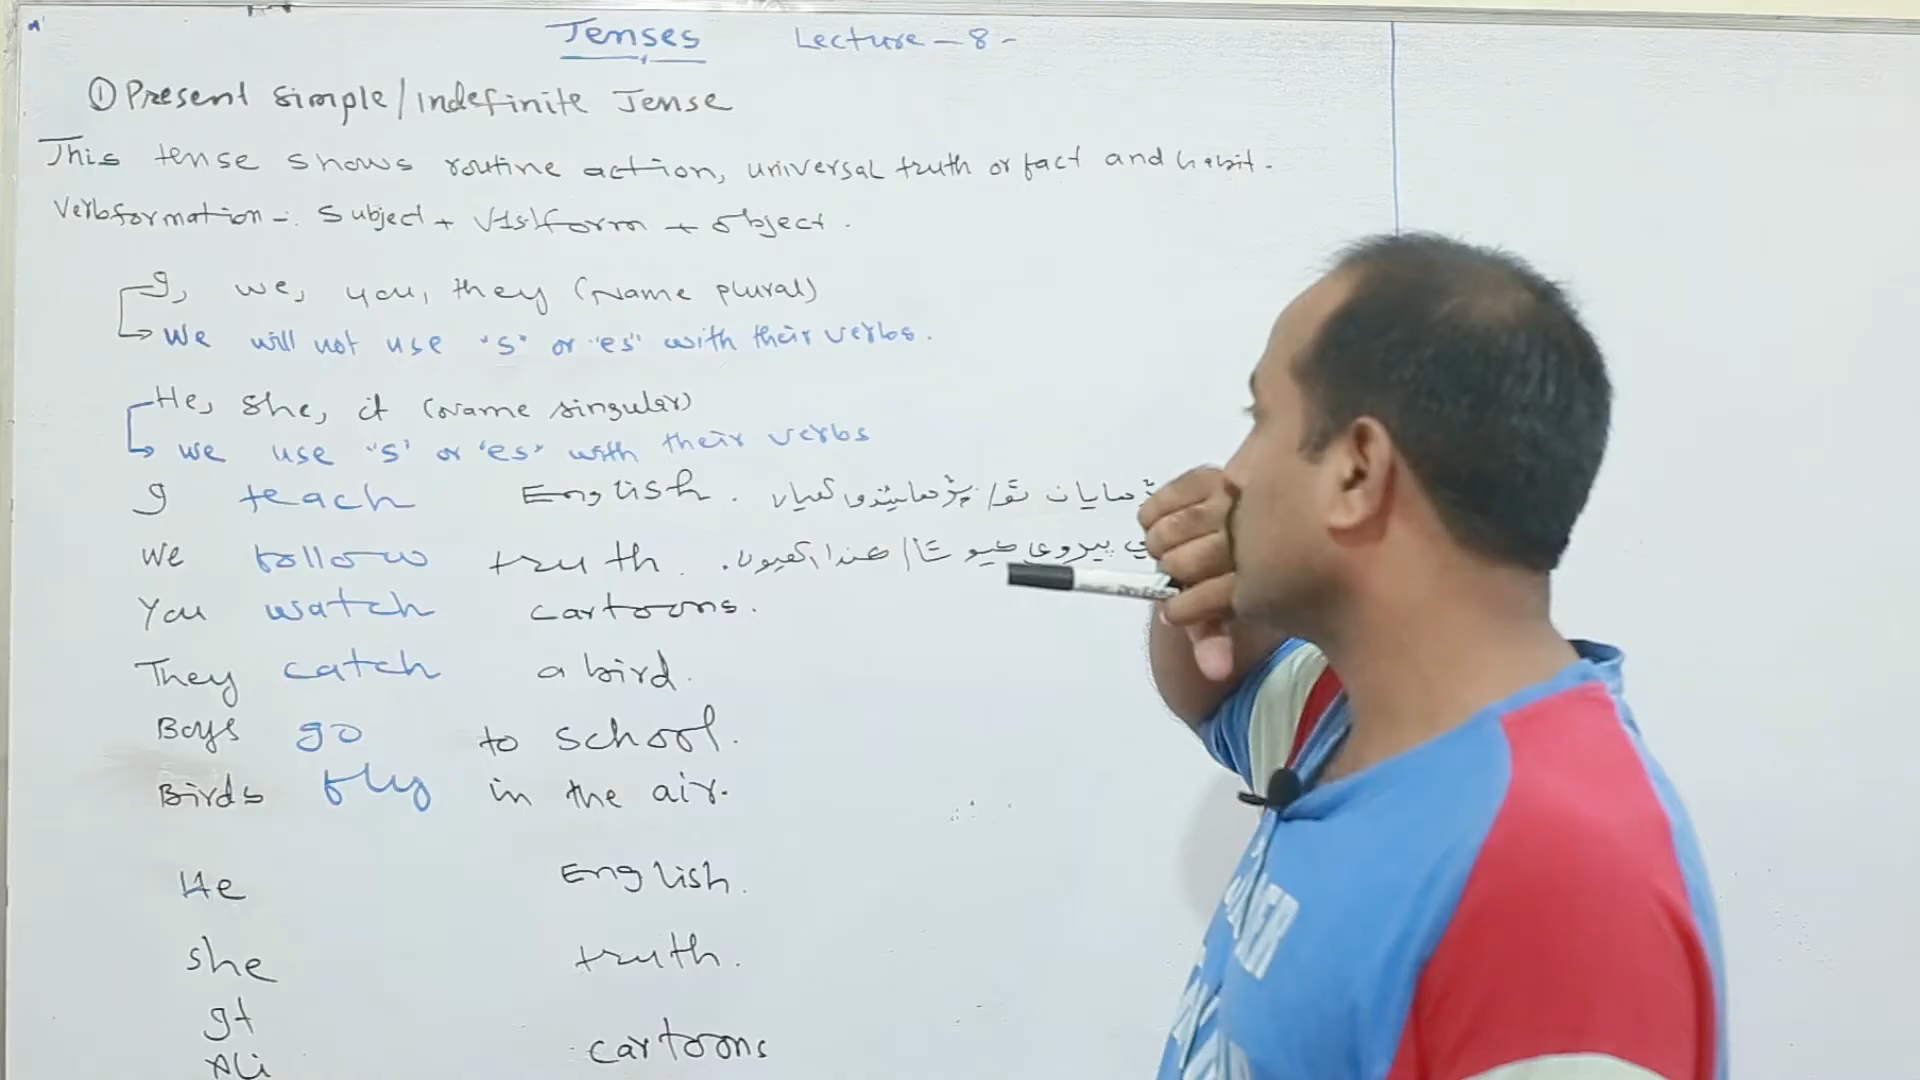 Tenses Lecture - 8 -
① Present Simple/Indefinite Tense
This tense shows routine action, universal truth or fact and habit.
Verb formation -: Subject + V1st form + object.
I, we, you, they (Name plural)
We will not use "s" or "es" with their verbs.
He, She, it (Name singular)
we use "s" or "es" with their verbs
I teach English.
We follow truth.
You watch cartoons.
They catch a bird.
Boys go to school.
Birds fly in the air.
He English.
she truth.
It
Ali cartoons